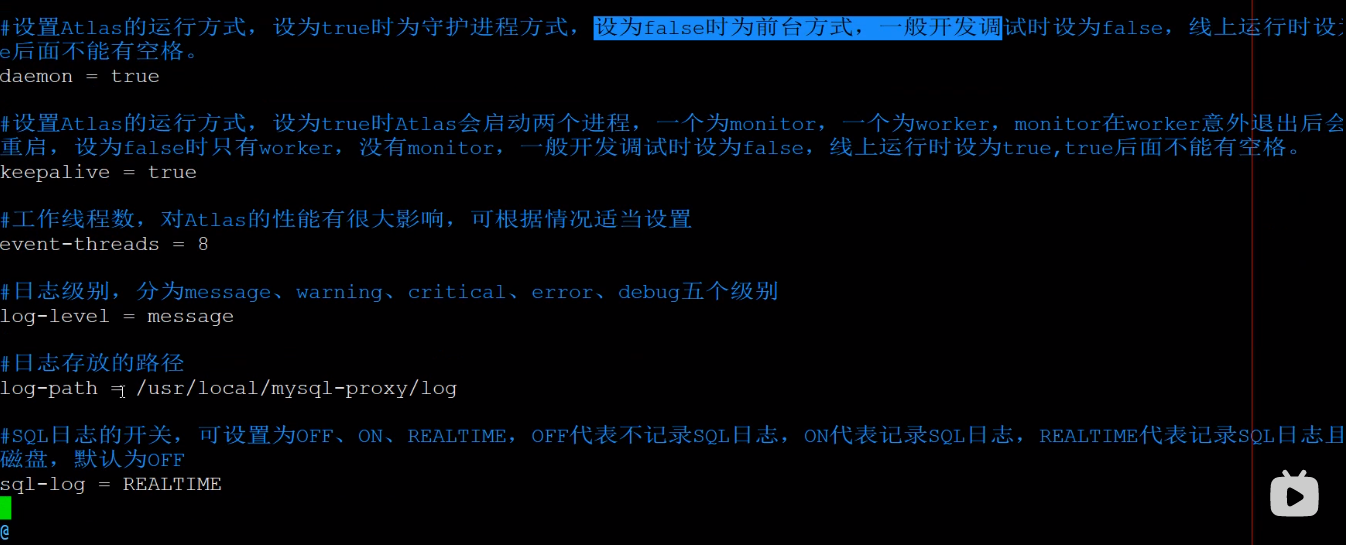 #设置Atlas的运行方式，设为true时为守护进程方式，设为false时为前台方式，一般开发调试时设为false，线上运行时设
e后面不能有空格。
daemon = true
#设置Atlas的运行方式，设为true时Atlas会启动两个进程，一个为monitor，一个为worker，monitor在worker意外退出后会
重启，设为false时只有worker，没有monitor，一般开发调试时设为false，线上运行时设为true,true后面不能有空格。
keepalive = true
#工作线程数，对Atlas的性能有很大影响，可根据情况适当设置
event-threads = 8
#日志级别，分为message、warning、critical、error、debug五个级别
log-level = message
#日志存放的路径
log-path = /usr/local/mysql-proxy/log
#SQL日志的开关，可设置为OFF、ON、REALTIME，OFF代表不记录SQL日志，ON代表记录SQL日志，REALTIME代表记录SQL日志且
磁盘，默认为OFF
sql-log = REALTIME
@